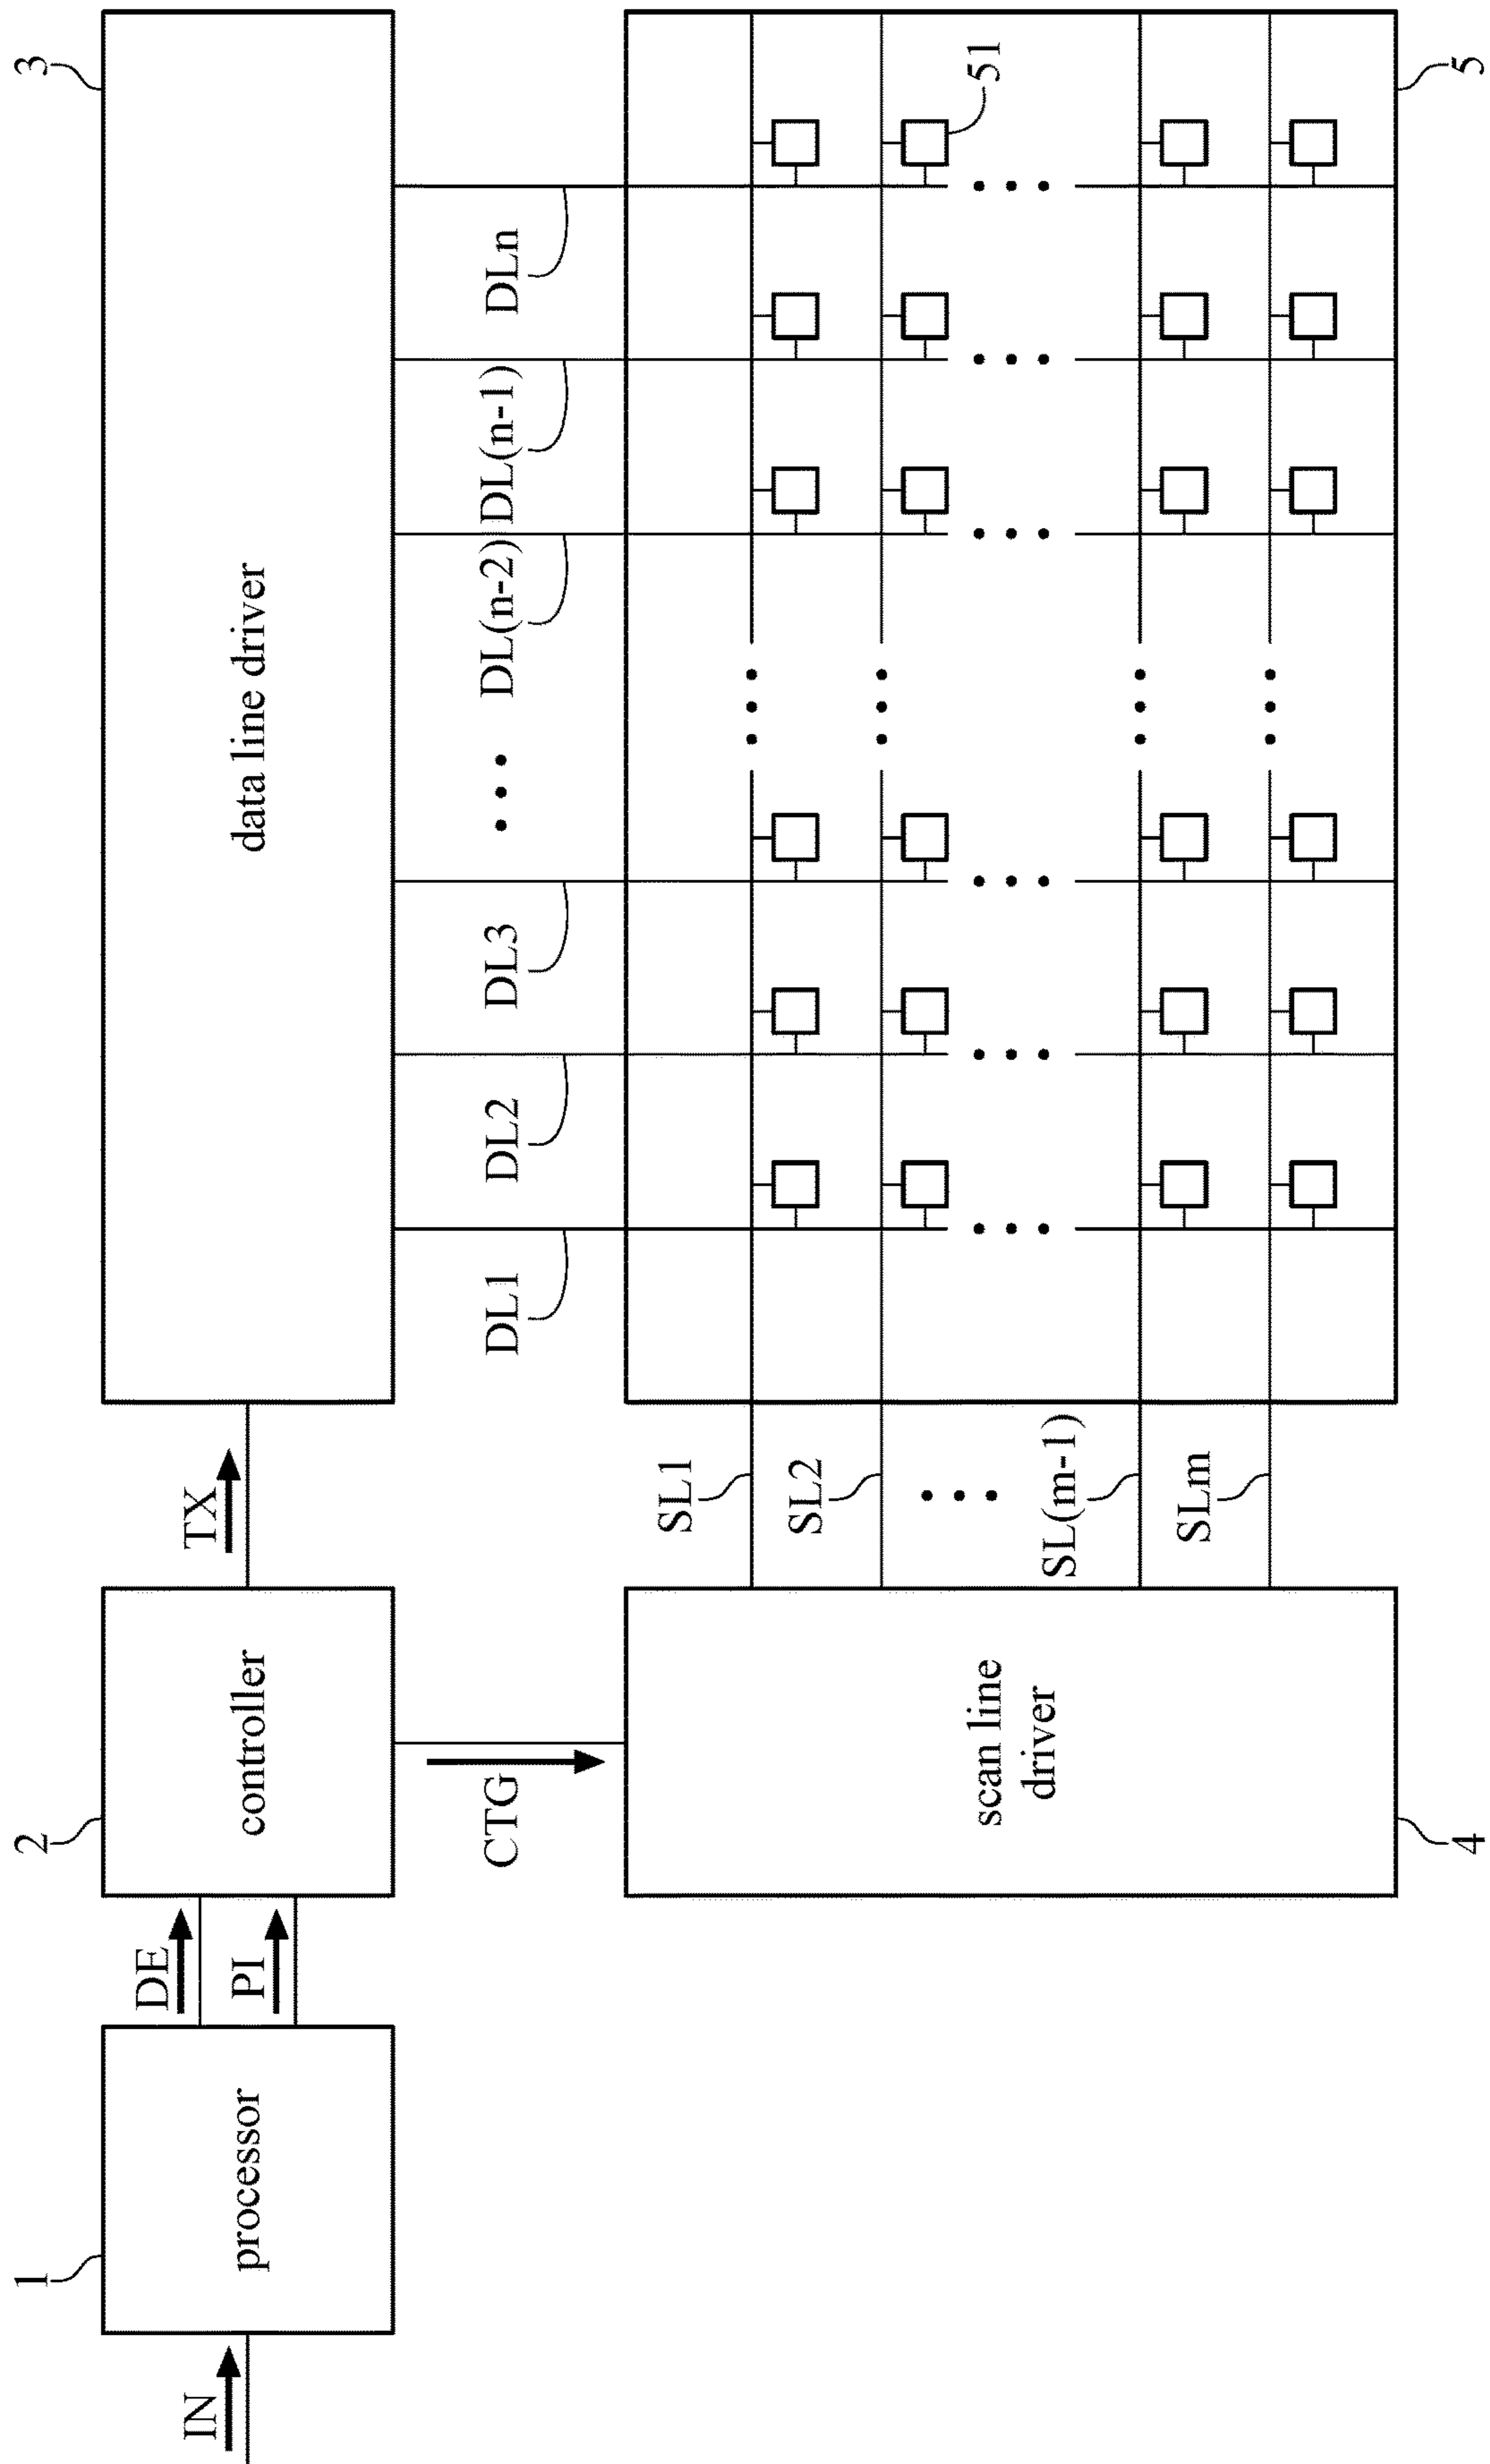 1
2
3
IN
processor
DE
PI
controller
TX
data line driver
CTG
DL1
DL2
DL3
DL(n-2)
DL(n-1)
DLn
scan line
driver
SL1
SL2
SL(m-1)
SLm
51
4
5